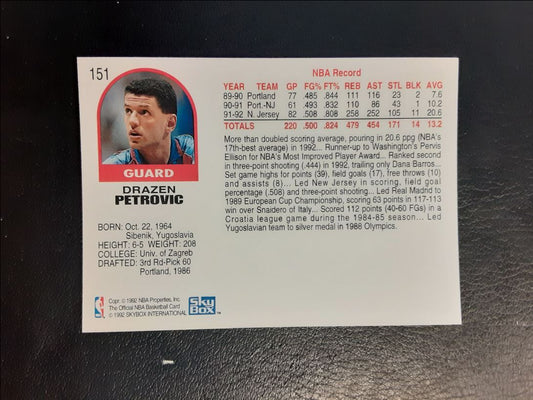 151
GUARD
DRAZEN
PETROVIC
BORN: Oct. 22, 1964
Sibenik, Yugoslavia
HEIGHT: 6-5 WEIGHT: 208
COLLEGE: Univ. of Zagreb
DRAFTED: 3rd Rd-Pick 60
Portland, 1986
NBA Record
YEAR TEAM GP FG% FT% REB AST STL BLK AVG
89-90 Portland 77 .485 .844 111 116 23 2 7.6
90-91 Port.-NJ 61 .493 .832 110 86 43 1 10.2
91-92 N. Jersey 82 .508 .808 258 252 105 11 20.6
TOTALS 220 .500 .824 479 454 171 14 13.2
More than doubled scoring average, pouring in 20.6 ppg (NBA's
17th-best average) in 1992... Runner-up to Washington's Pervis
Ellison for NBA's Most Improved Player Award... Ranked second
in three-point shooting (.444) in 1992, trailing only Dana Barros...
Set game highs for points (39), field goals (17), free throws (10)
and assists (8)... Led New Jersey in scoring, field goal
percentage (.508) and three-point shooting... Led Real Madrid to
1989 European Cup Championship, scoring 63 points in 117-113
win over Snaidero of Italy... Scored 112 points (40-60 FGs) in a
Croatia league game during the 1984-85 season... Led
Yugoslavian team to silver medal in 1988 Olympics.
Copr. © 1992 NBA Properties, Inc.
The Official NBA Basketball Card
© 1992 SKYBOX INTERNATIONAL
SkyBox™